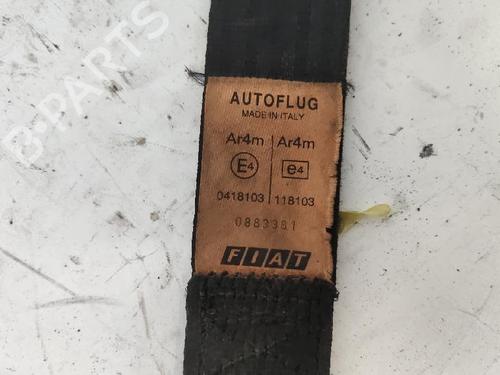 B-PARTS
AUTOFLUG
MADE IN ITALY
Ar4m Ar4m
E4 e4
0418103 118103
0883381
FIAT